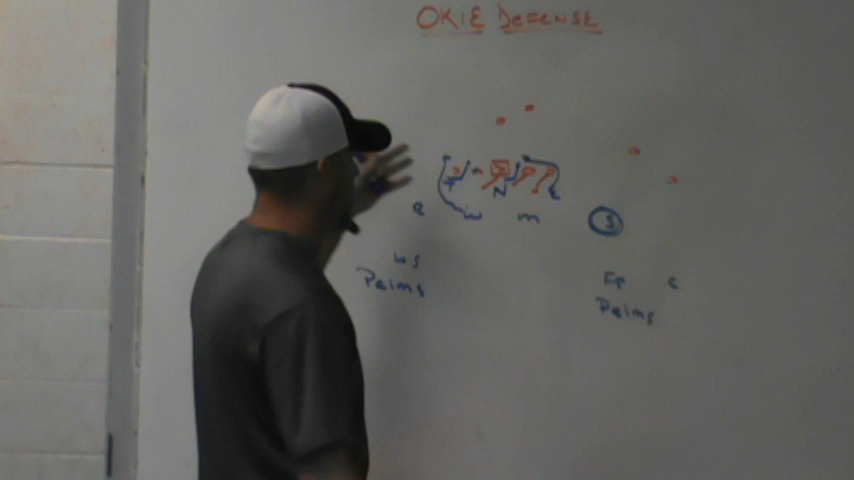 OKIE DEFENSE
T N E
R W m S
WS FS C
Palms Palms